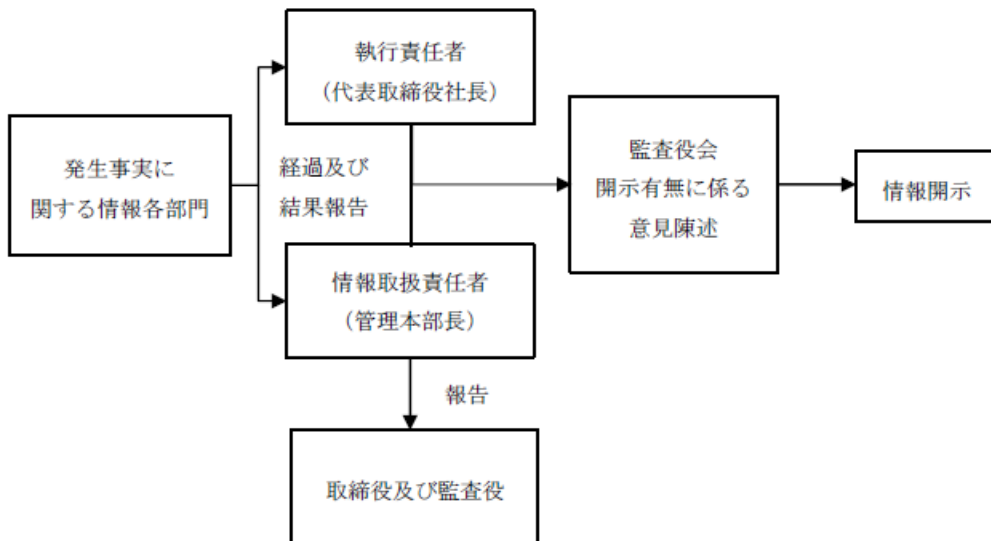 執行責任者
（代表取締役社長）
発生事実に
関する情報各部門
経過及び
結果報告
監査役会
開示有無に係る
意見陳述
情報開示
情報取扱責任者
（管理本部長）
報告
取締役及び監査役